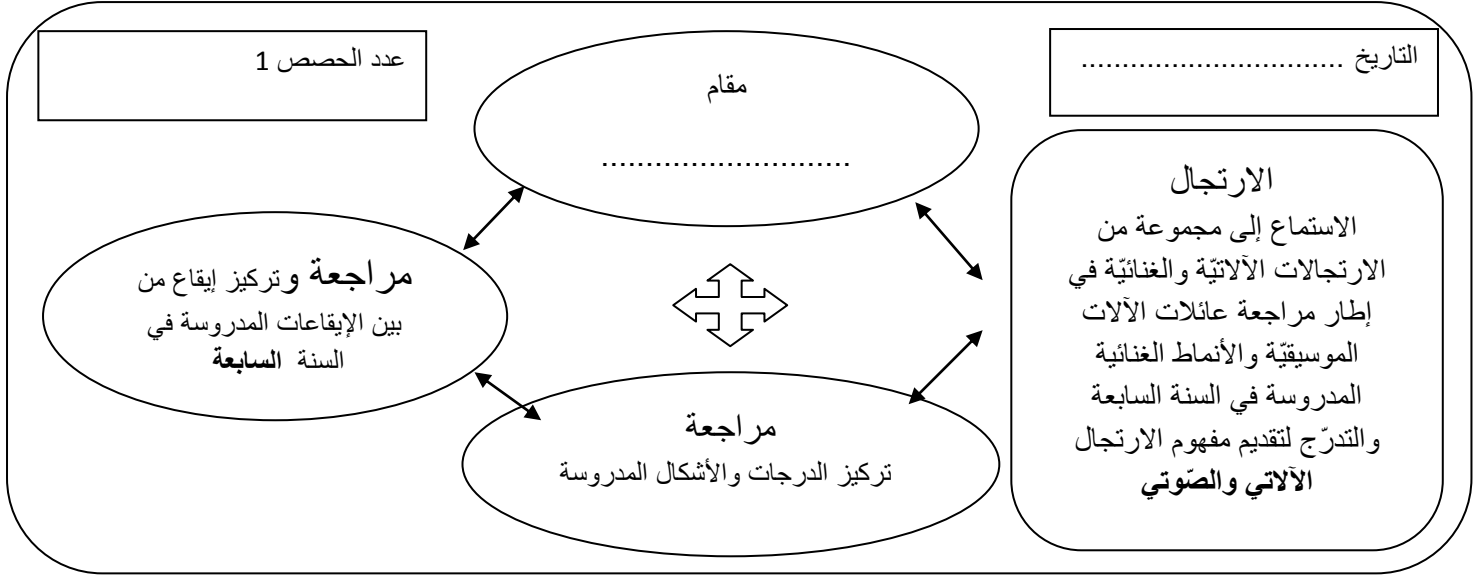 التاريخ ...............................
عدد الحصص 1
مقام
...........................
الارتجال
الاستماع إلى مجموعة من
الارتجالات الآلاتيّة والغنائيّة في
إطار مراجعة عائلات الآلات
الموسيقيّة والأنماط الغنائية
المدروسة في السنة السابعة
والتدرّج لتقديم مفهوم الارتجال
الآلاتي والصّوتي
مراجعة وتركيز إيقاع من
بين الإيقاعات المدروسة في
السنة السابعة
مراجعة
تركيز الدرجات والأشكال المدروسة